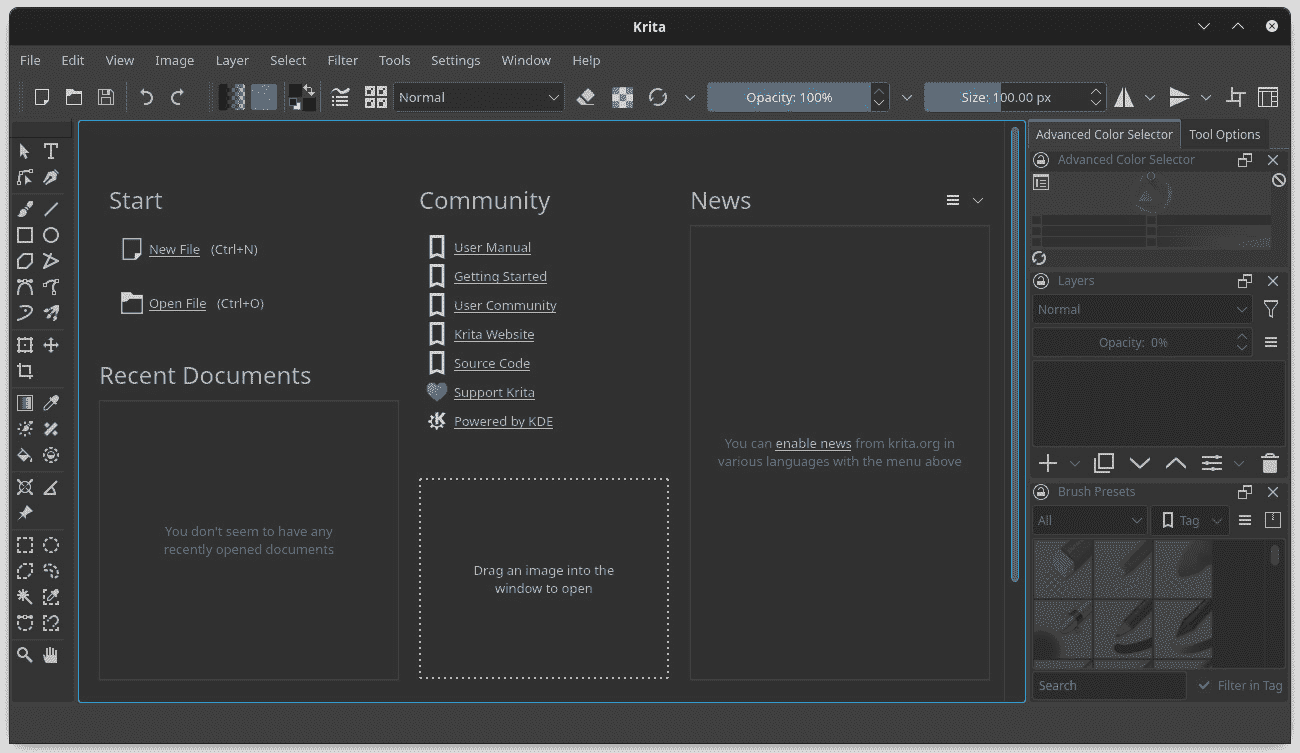 Krita
File Edit View Image Layer Select Filter Tools Settings Window Help
Normal Opacity: 100% Size: 100.00 px
Advanced Color Selector Tool Options
Advanced Color Selector
Start
New File (Ctrl+N)
Open File (Ctrl+O)
Recent Documents
You don't seem to have any
recently opened documents
Community
User Manual
Getting Started
User Community
Krita Website
Source Code
Support Krita
Powered by KDE
Drag an image into the
window to open
News
You can enable news from krita.org in
various languages with the menu above
Layers
Normal
Opacity: 0%
Brush Presets
All Tag
Search Filter in Tag